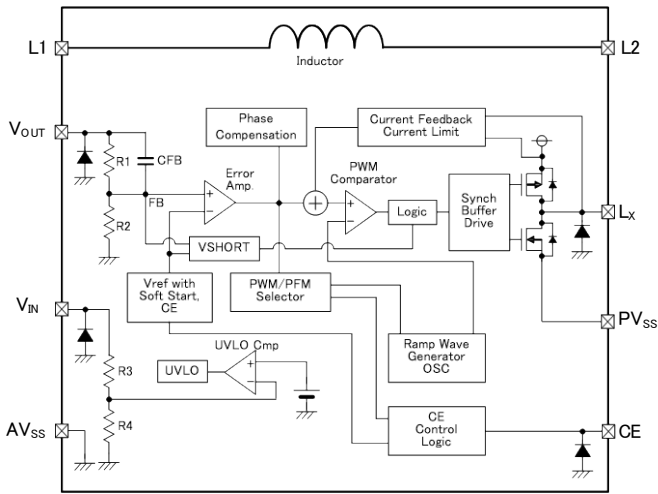 L1
L2
Inductor
VOUT
Phase
Compensation
Current Feedback
Current Limit
R1
CFB
Error
Amp.
PWM
Comparator
FB
R2
Logic
Synch
Buffer
Drive
LX
VSHORT
Vref with
Soft Start,
CE
PWM/PFM
Selector
VIN
PVSS
UVLO Cmp
Ramp Wave
Generator
OSC
R3
UVLO
R4
AVSS
CE
Control
Logic
CE